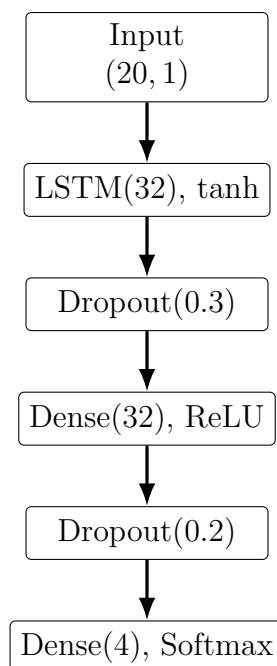 Input
(20, 1)
LSTM(32), tanh
Dropout(0.3)
Dense(32), ReLU
Dropout(0.2)
Dense(4), Softmax